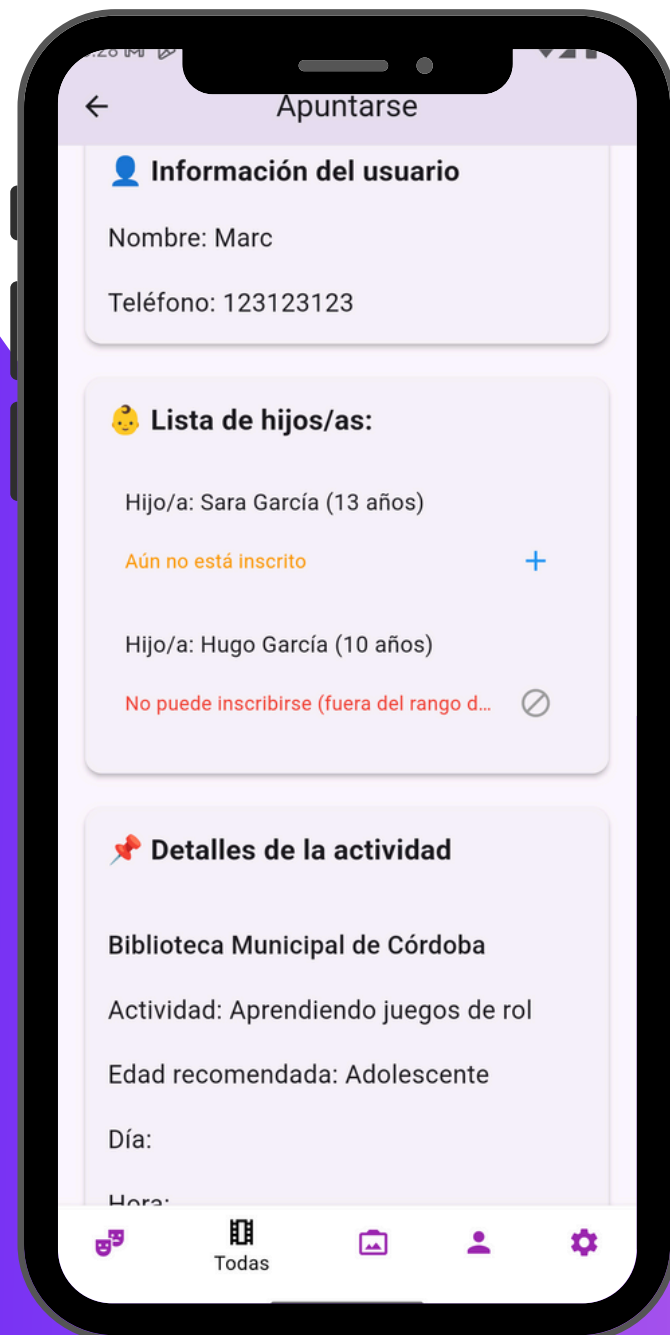 Apuntarse
👤 Información del usuario
Nombre: Marc
Teléfono: 123123123
👶 Lista de hijos/as:
Hijo/a: Sara García (13 años)
Aún no está inscrito
Hijo/a: Hugo García (10 años)
No puede inscribirse (fuera del rango d...
📌 Detalles de la actividad
Biblioteca Municipal de Córdoba
Actividad: Aprendiendo juegos de rol
Edad recomendada: Adolescente
Día:
Hora:
Todas